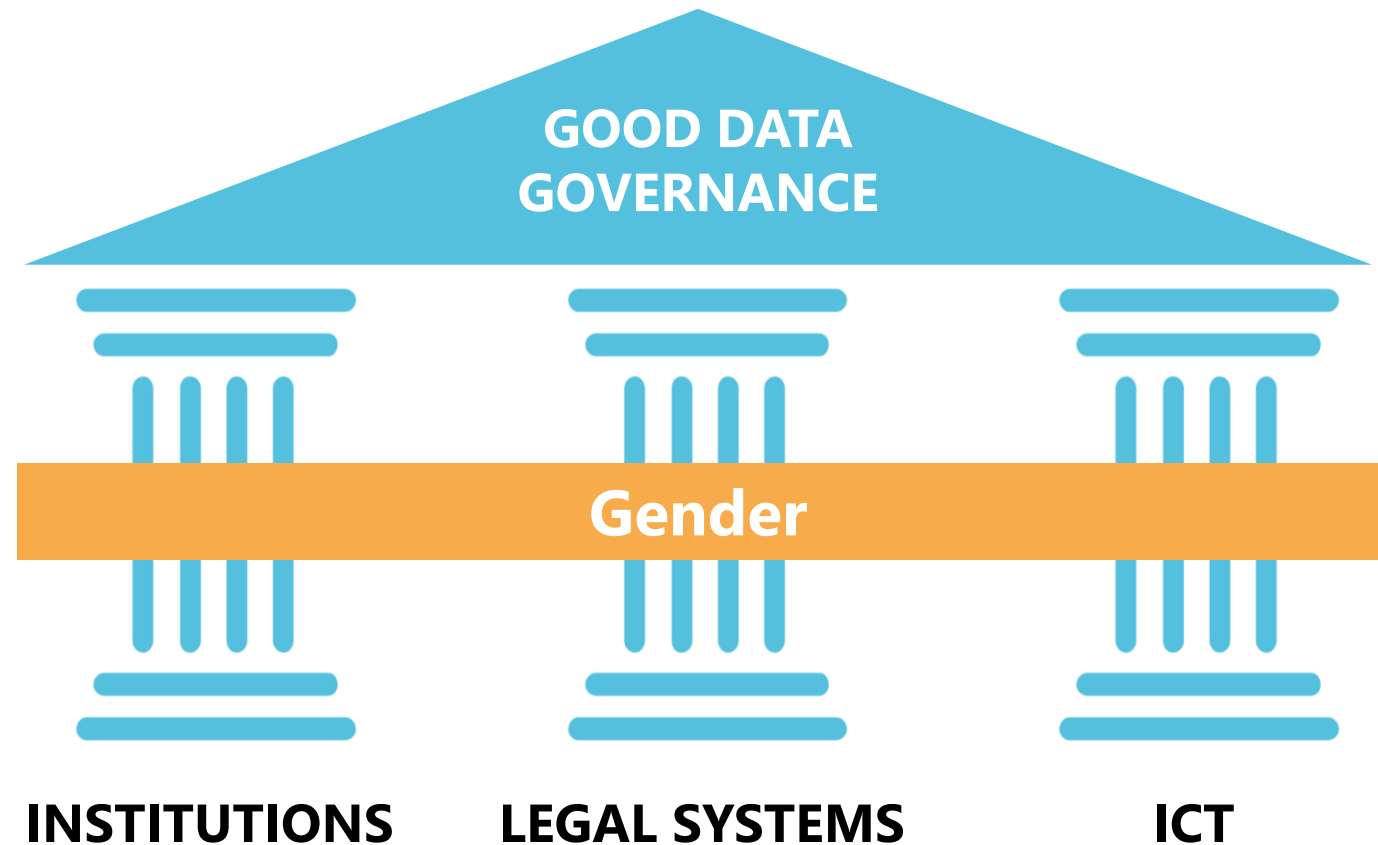 GOOD DATA
GOVERNANCE
Gender
INSTITUTIONS
LEGAL SYSTEMS
ICT